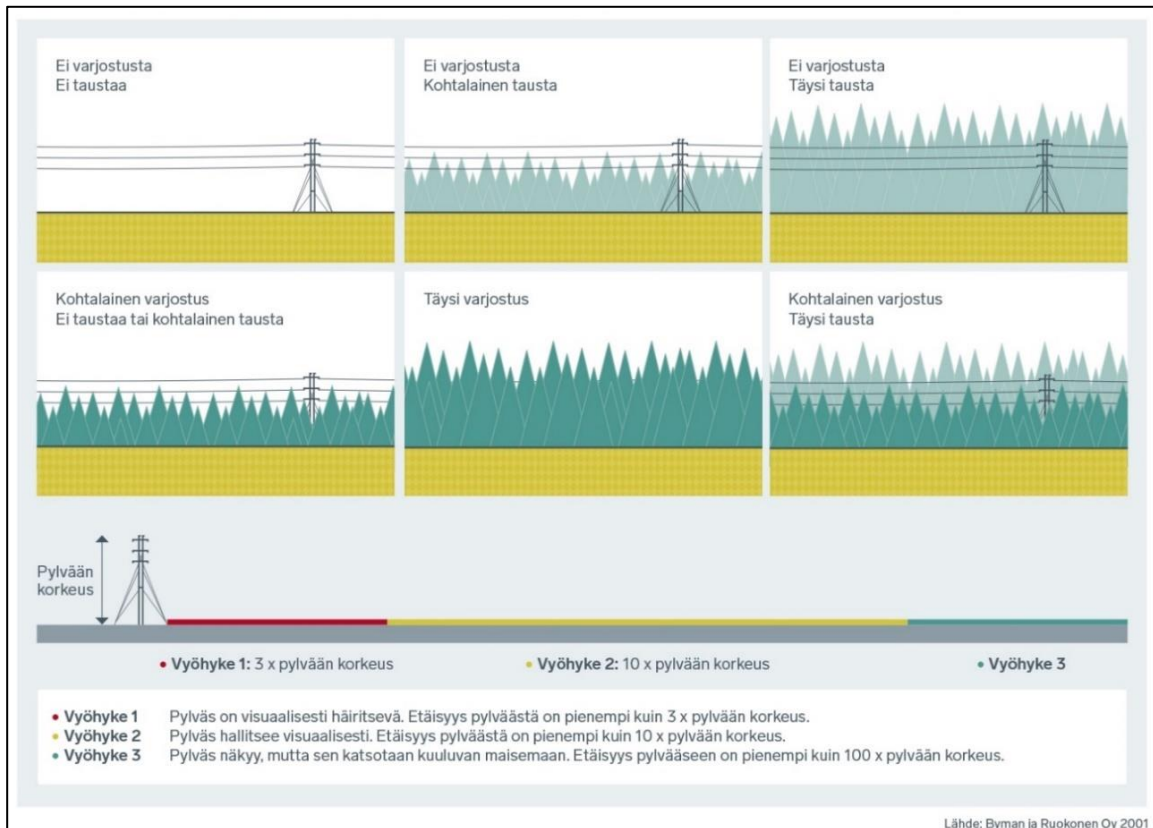 Ei varjostusta
Ei taustaa
Ei varjostusta
Kohtalainen tausta
Ei varjostusta
Täysi tausta
Kohtalainen varjostus
Ei taustaa tai kohtalainen tausta
Täysi varjostus
Kohtalainen varjostus
Täysi tausta
Pylvään
korkeus
• Vyöhyke 1: 3 x pylvään korkeus
• Vyöhyke 2: 10 x pylvään korkeus
• Vyöhyke 3
• Vyöhyke 1 Pylväs on visuaalisesti häiritsevä. Etäisyys pylväästä on pienempi kuin 3 x pylvään korkeus.
• Vyöhyke 2 Pylväs hallitsee visuaalisesti. Etäisyys pylväästä on pienempi kuin 10 x pylvään korkeus.
• Vyöhyke 3 Pylväs näkyy, mutta sen katsotaan kuuluvan maisemaan. Etäisyys pylvääseen on pienempi kuin 100 x pylvään korkeus.
Lähde: Byman ja Ruokonen Oy 2001